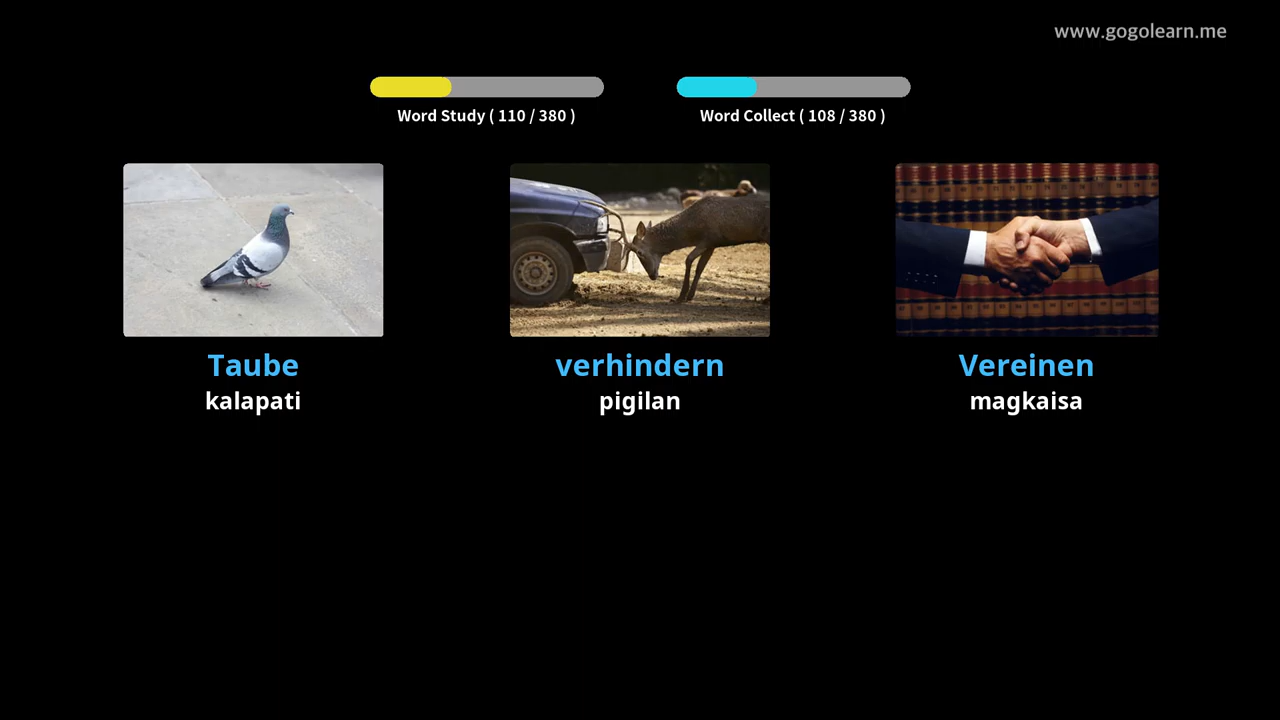 www.gogolearn.me
Word Study ( 110 / 380 )
Word Collect ( 108 / 380 )
Taube
kalapati
verhindern
pigilan
Vereinen
magkaisa